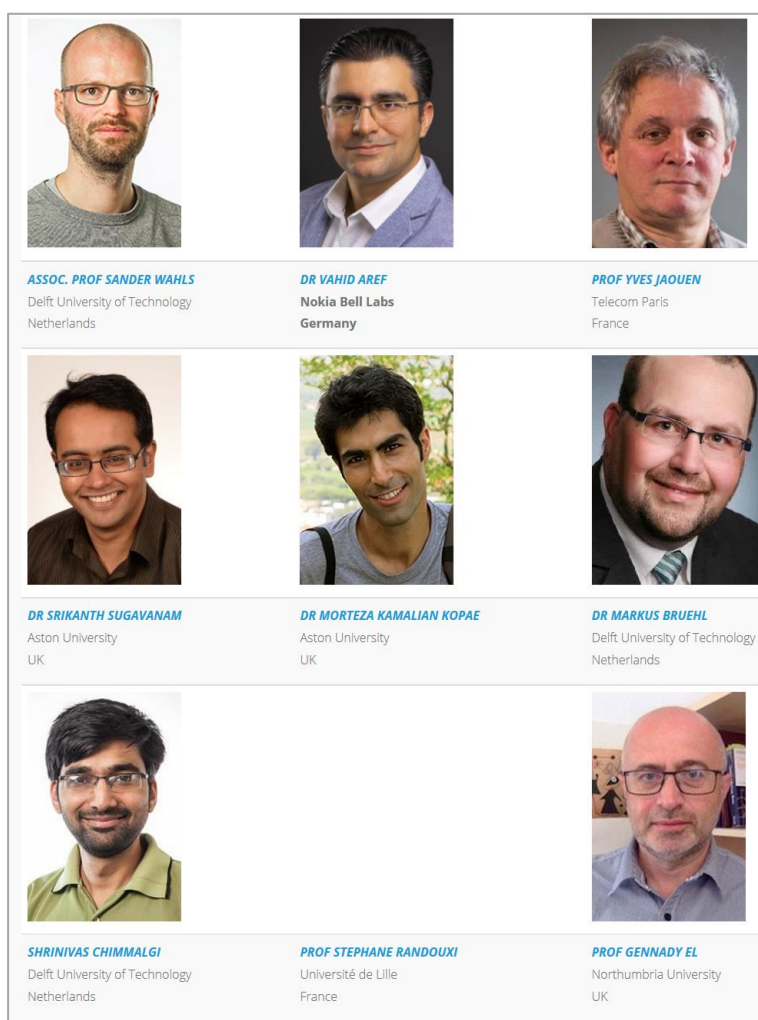 ASSOC. PROF SANDER WAHLS
Delft University of Technology
Netherlands
DR VAHID AREF
Nokia Bell Labs
Germany
PROF YVES JAOUEN
Telecom Paris
France
DR SRIKANTH SUGAVANAM
Aston University
UK
DR MORTEZA KAMALIAN KOPAE
Aston University
UK
DR MARKUS BRUEHL
Delft University of Technology
Netherlands
SHRINIVAS CHIMMALGI
Delft University of Technology
Netherlands
PROF STEPHANE RANDOUXI
Université de Lille
France
PROF GENNADY EL
Northumbria University
UK